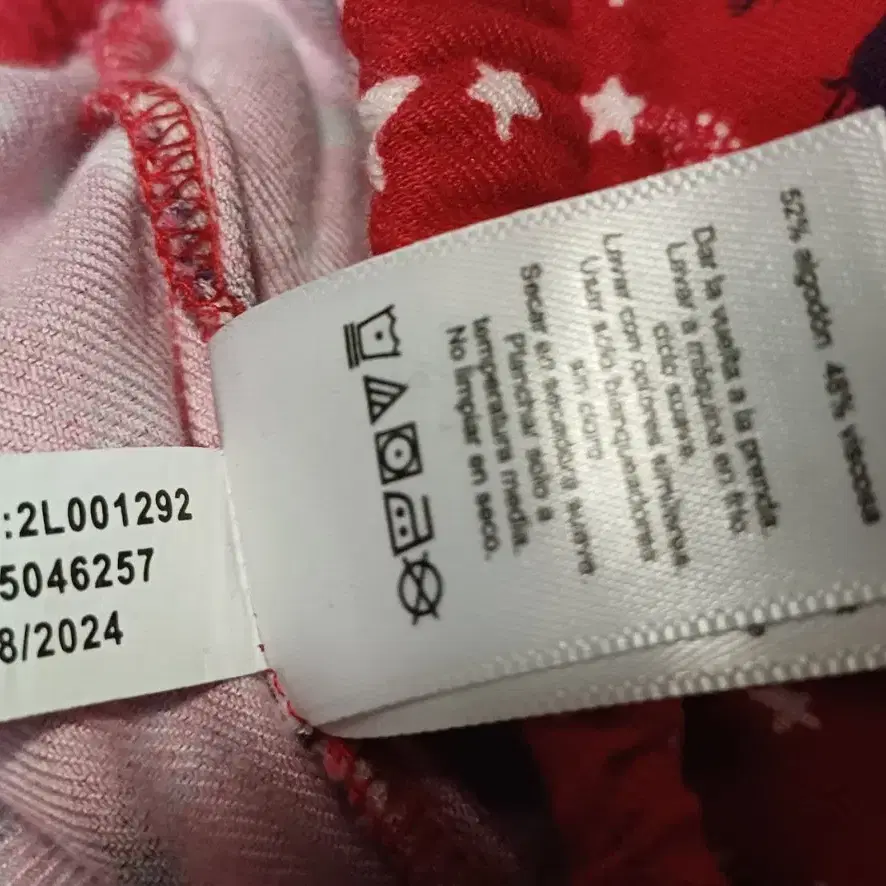 52% algodón 48% viscosa
Dar la vuelta a la prenda.
Lavar a máquina en frío,
ciclo suave.
Lavar con colores similares
Usar sólo blanqueadores
sin cloro
Secar en secadora suave
Planchar solo a
temperatura media.
No limpiar en seco.
:2L001292
5046257
8/2024